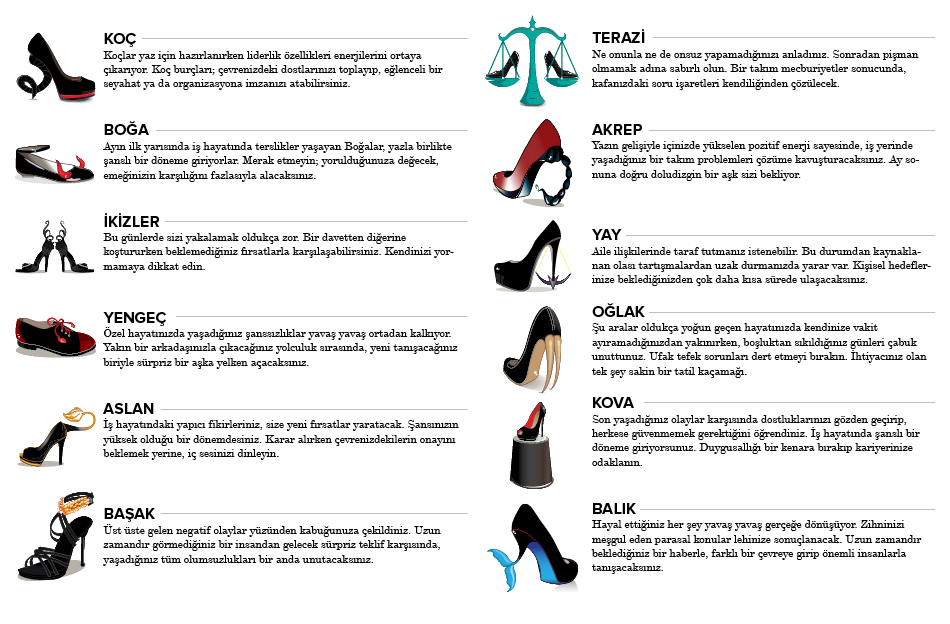 KOÇ
Koçlar yaz için hazırlanırken liderlik özellikleri enerjilerini ortaya
çıkarıyor. Koç burçları; çevrenizdeki dostlarınızı toplayıp, eğlenceli bir
seyahat ya da organizasyona imzanızı atabilirsiniz.
BOĞA
Ayın ilk yarısında iş hayatında terslikler yaşayan Boğalar, yazla birlikte
şanslı bir döneme giriyorlar. Merak etmeyin; yorulduğunuza değecek,
emeğinizin karşılığını fazlasıyla alacaksınız.
İKİZLER
Bu günlerde sizi yakalamak oldukça zor. Bir davetten diğerine
koştururken beklemediğiniz fırsatlarla karşılaşabilirsiniz. Kendinizi yor-
mamaya dikkat edin.
YENGEÇ
Özel hayatınızda yaşadığınız şanssızlıklar yavaş yavaş ortadan kalkıyor.
Yakın bir arkadaşınızla çıkacağınız yolculuk sırasında, yeni tanışacağınız
biriyle sürpriz bir aşka yelken açacaksınız.
ASLAN
İş hayatındaki yapıcı fikirleriniz, size yeni fırsatlar yaratacak. Şansınızın
yüksek olduğu bir dönemdesiniz. Karar alırken çevrenizdekilerin onayını
beklemek yerine, iç sesinizi dinleyin.
BAŞAK
Üst üste gelen negatif olaylar yüzünden kabuğunuza çekildiniz. Uzun
zamandır görmediğiniz bir insandan gelecek sürpriz teklif karşısında,
yaşadığınız tüm olumsuzlukları bir anda unutacaksınız.
TERAZİ
Ne onunla ne de onsuz yapamadığınızı anladınız. Sonradan pişman
olmamak adına sabırlı olun. Bir takım mecburiyetler sonucunda,
kafanızdaki soru işaretleri kendiliğinden çözülecek.
AKREP
Yazın gelişiyle içinizde yükselen pozitif enerji sayesinde, iş yerinde
yaşadığınız bir takım problemleri çözüme kavuşturacaksınız. Ay so-
nuna doğru doludizgin bir aşk sizi bekliyor.
YAY
Aile ilişkilerinde taraf tutmanız istenebilir. Bu durumdan kaynakla-
nan olası tartışmalardan uzak durmanızda yarar var. Kişisel hedefler-
inize beklediğinizden çok daha kısa sürede ulaşacaksınız.
OĞLAK
Şu aralar oldukça yoğun geçen hayatınızda kendinize vakit
ayıramadığınızdan yakınırken, boşluktan sıkıldığınız günleri çabuk
unuttunuz. Ufak tefek sorunları dert etmeyi bırakın. İhtiyacınız olan
tek şey sakin bir tatil kaçamağı.
KOVA
Son yaşadığınız olaylar karşısında dostluklarınızı gözden geçirip,
herkese güvenmemek gerektiğini öğrendiniz. İş hayatında şanslı bir
döneme giriyorsunuz. Duygusallığı bir kenara bırakıp kariyerinize
odaklanın.
BALIK
Hayal ettiğiniz her şey yavaş yavaş gerçeğe dönüşüyor. Zihninizi
meşgul eden parasal konular lehinize sonuçlanacak. Uzun zamandır
beklediğiniz bir haberle, farklı bir çevreye girip önemli insanlarla
tanışacaksınız.